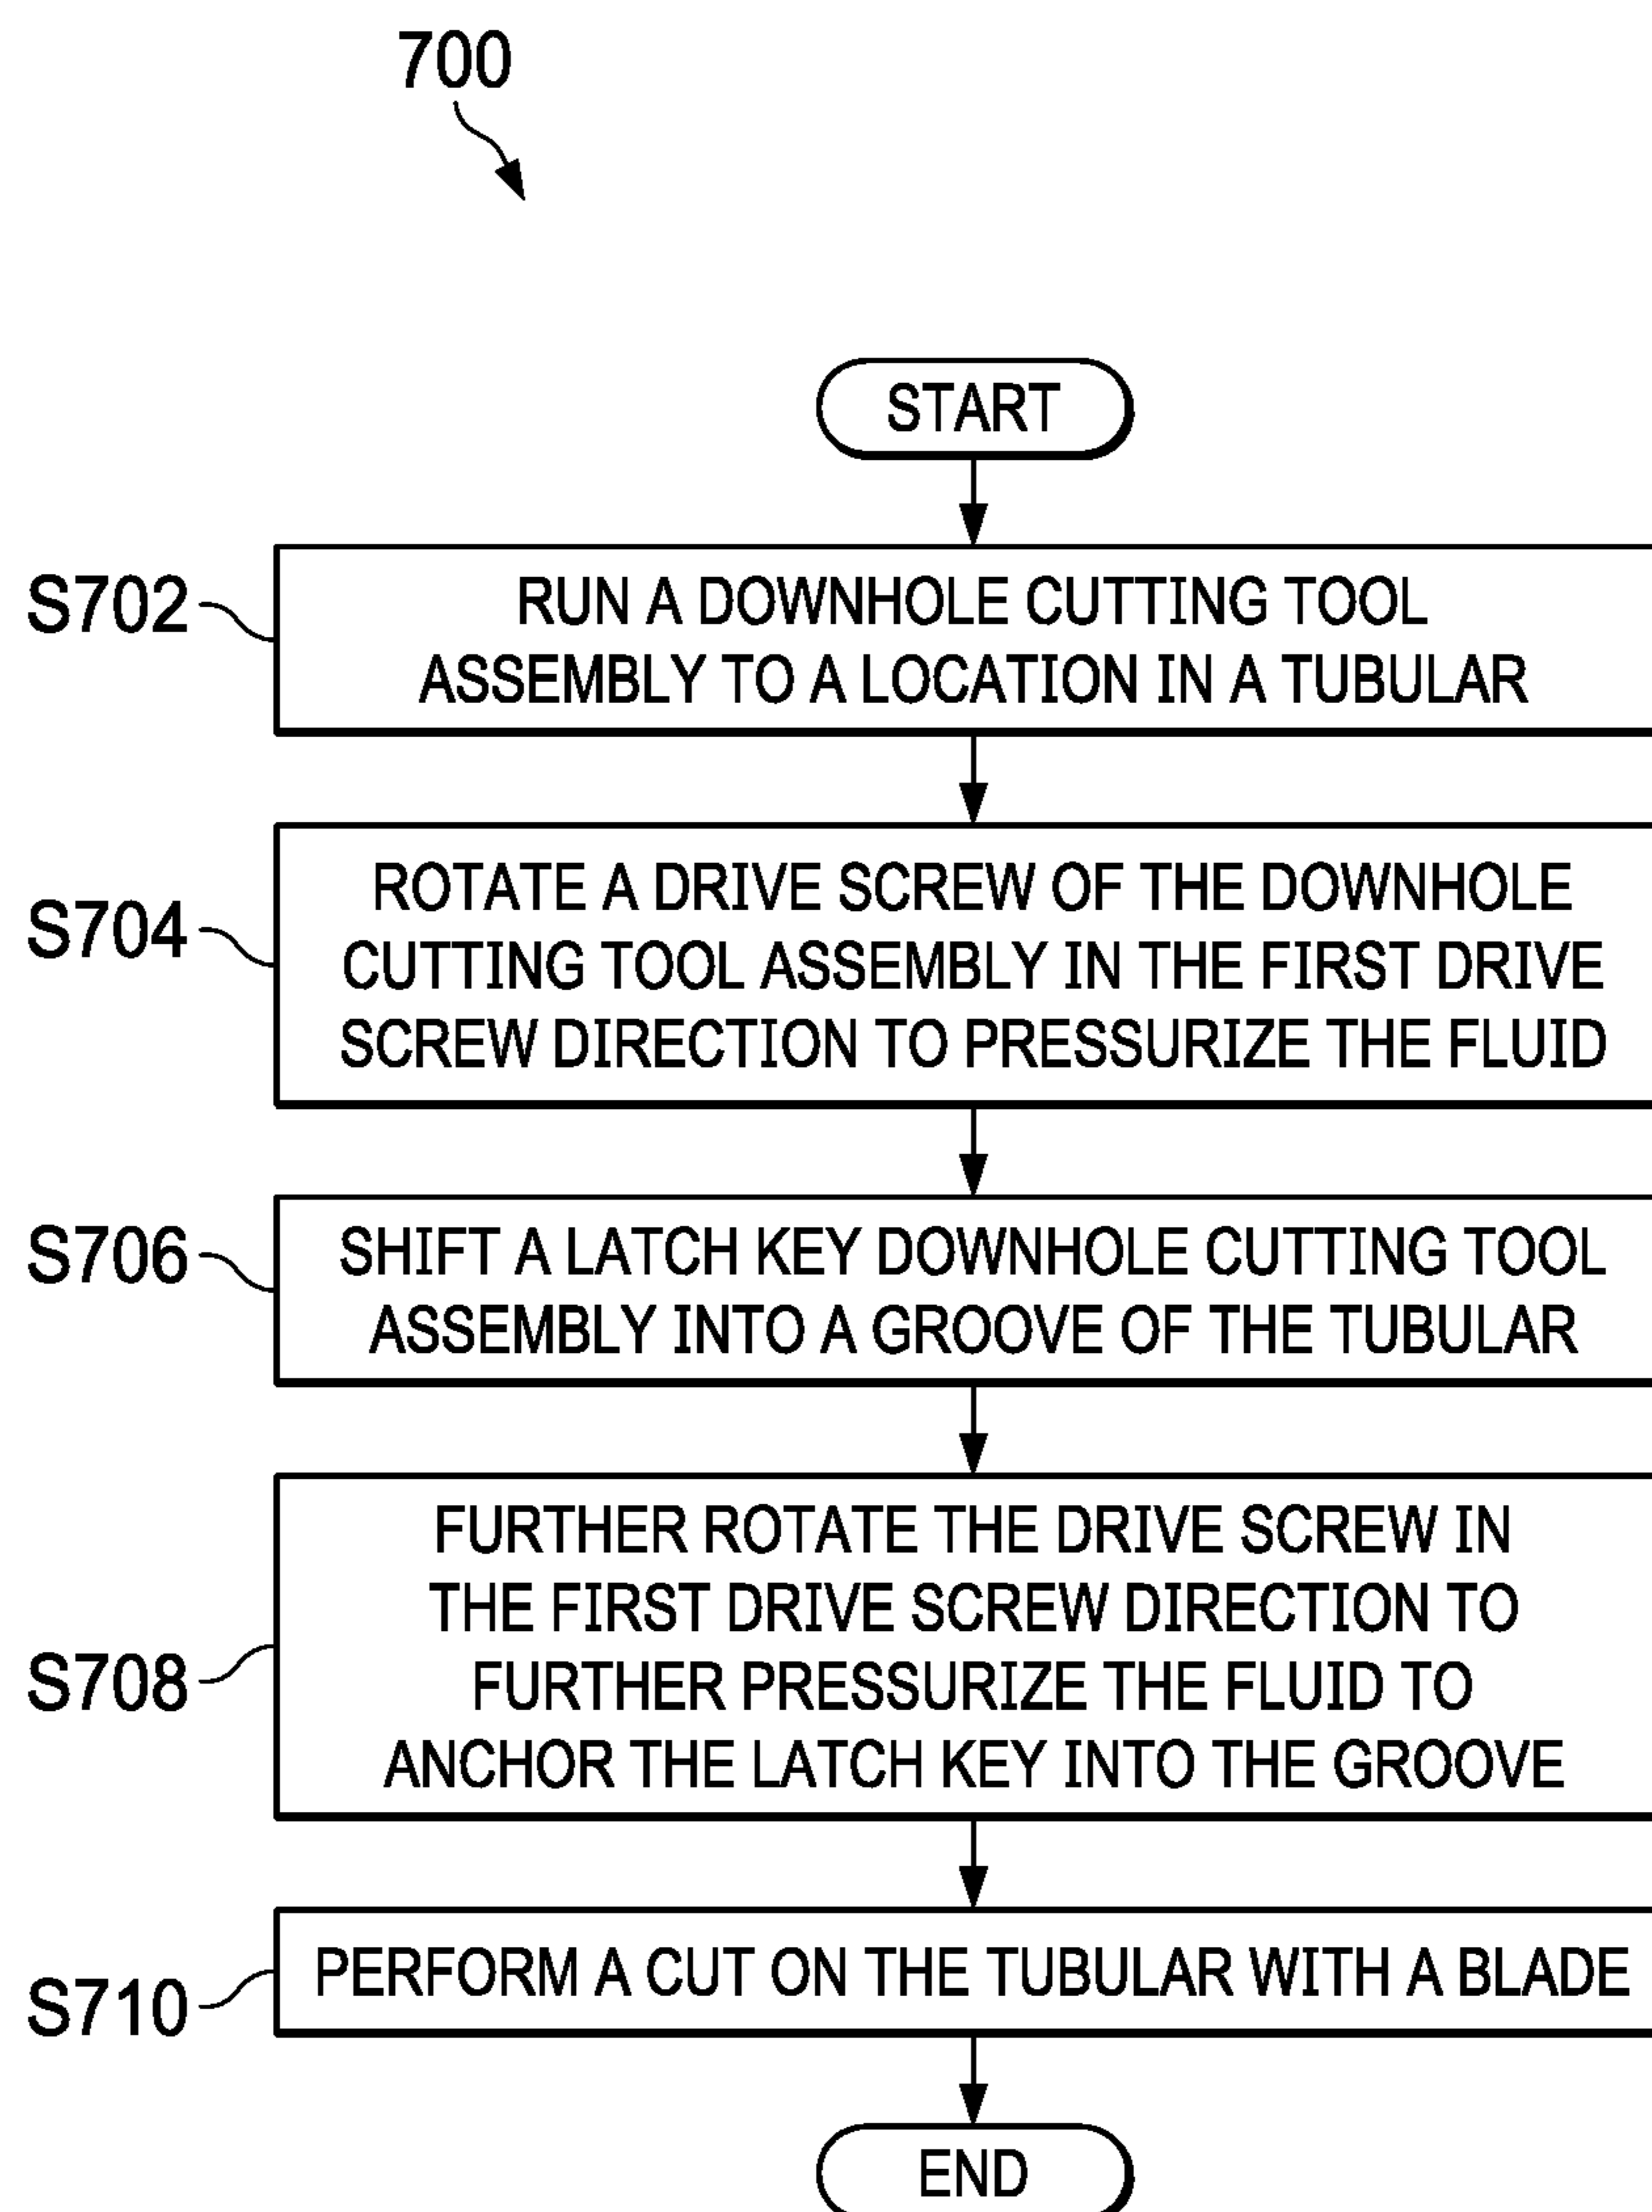 700
START
S702
RUN A DOWNHOLE CUTTING TOOL
ASSEMBLY TO A LOCATION IN A TUBULAR
S704
ROTATE A DRIVE SCREW OF THE DOWNHOLE
CUTTING TOOL ASSEMBLY IN THE FIRST DRIVE
SCREW DIRECTION TO PRESSURIZE THE FLUID
S706
SHIFT A LATCH KEY DOWNHOLE CUTTING TOOL
ASSEMBLY INTO A GROOVE OF THE TUBULAR
S708
FURTHER ROTATE THE DRIVE SCREW IN
THE FIRST DRIVE SCREW DIRECTION TO
FURTHER PRESSURIZE THE FLUID TO
ANCHOR THE LATCH KEY INTO THE GROOVE
S710
PERFORM A CUT ON THE TUBULAR WITH A BLADE
END